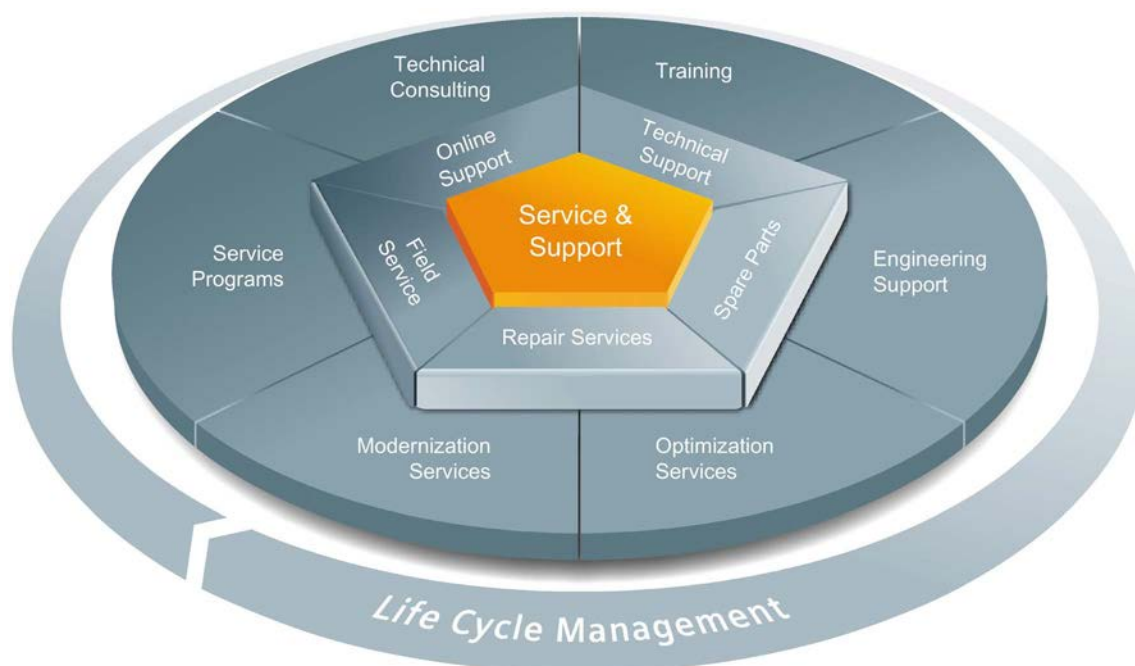 Technical
Consulting
Training
Online
Support
Technical
Support
Service &
Support
Field
Service
Spare Parts
Service
Programs
Engineering
Support
Repair Services
Modernization
Services
Optimization
Services
Life Cycle Management